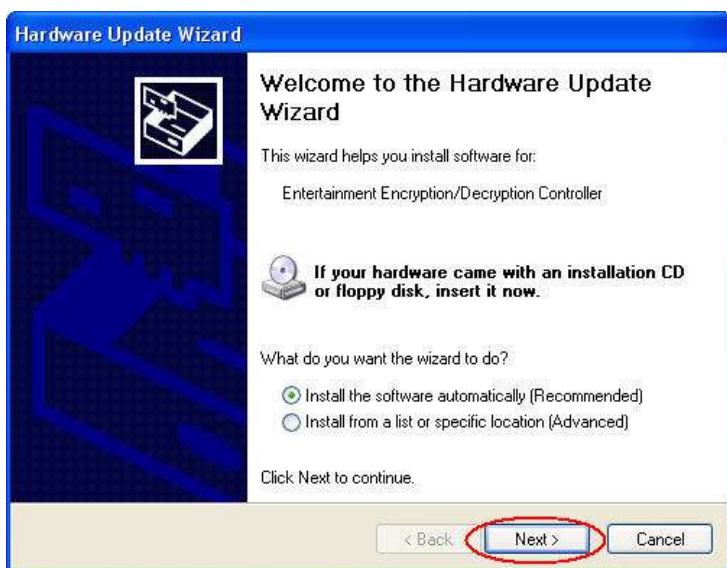 Hardware Update Wizard
Welcome to the Hardware Update
Wizard
This wizard helps you install software for:
Entertainment Encryption/Decryption Controller
If your hardware came with an installation CD
or floppy disk, insert it now.
What do you want the wizard to do?
Install the software automatically (Recommended)
Install from a list or specific location (Advanced)
Click Next to continue.
< Back
Next >
Cancel